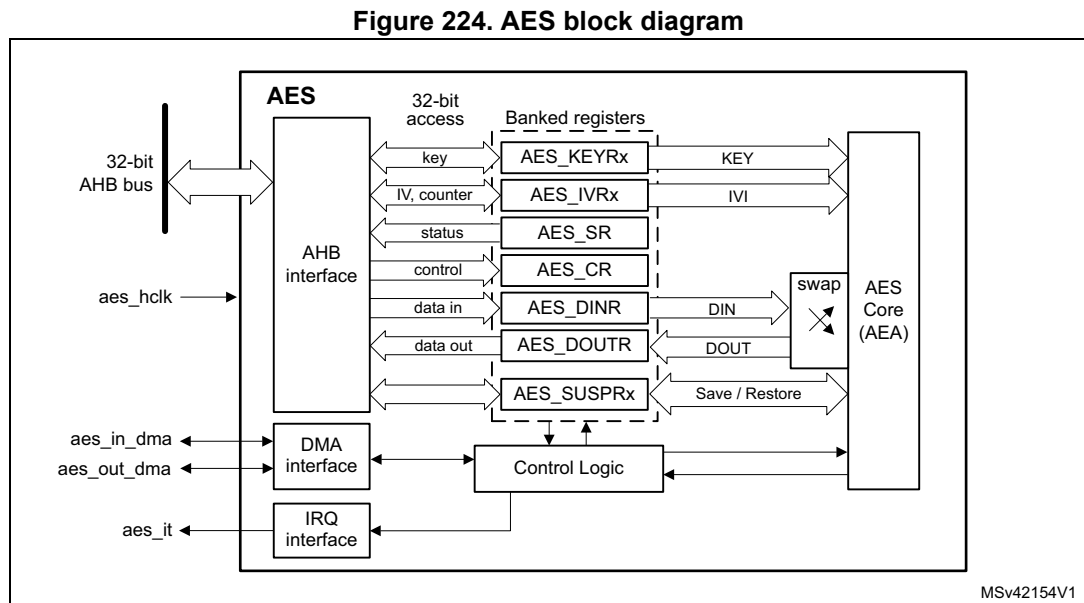 Figure 224. AES block diagram
AES
32-bit
access
Banked registers
32-bit
AHB bus
AHB
interface
key
AES_KEYRx
KEY
IV, counter
AES_IVRx
IVI
status
AES_SR
control
AES_CR
aes_hclk
data in
AES_DINR
DIN
swap
data out
AES_DOUTR
DOUT
AES
Core
(AEA)
AES_SUSPRx
Save / Restore
aes_in_dma
aes_out_dma
DMA
interface
Control Logic
aes_it
IRQ
interface
MSv42154V1